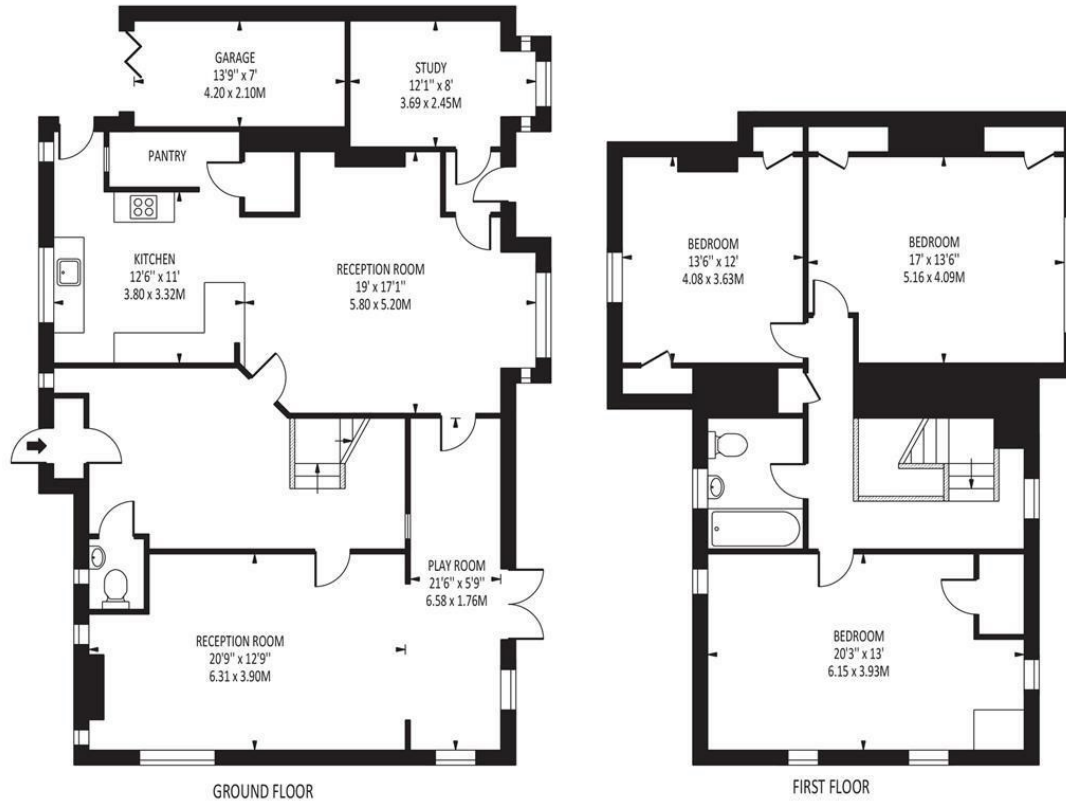 GARAGE
13'9'' x 7'
4.20 x 2.10M
STUDY
12'1'' x 8'
3.69 x 2.45M
PANTRY
KITCHEN
12'6'' x 11'
3.80 x 3.32M
RECEPTION ROOM
19' x 17'1''
5.80 x 5.20M
PLAY ROOM
21'6'' x 5'9''
6.58 x 1.76M
RECEPTION ROOM
20'9'' x 12'9''
6.31 x 3.90M
GROUND FLOOR
BEDROOM
13'6'' x 12'
4.08 x 3.63M
BEDROOM
17' x 13'6''
5.16 x 4.09M
BEDROOM
20'3'' x 13'
6.15 x 3.93M
FIRST FLOOR